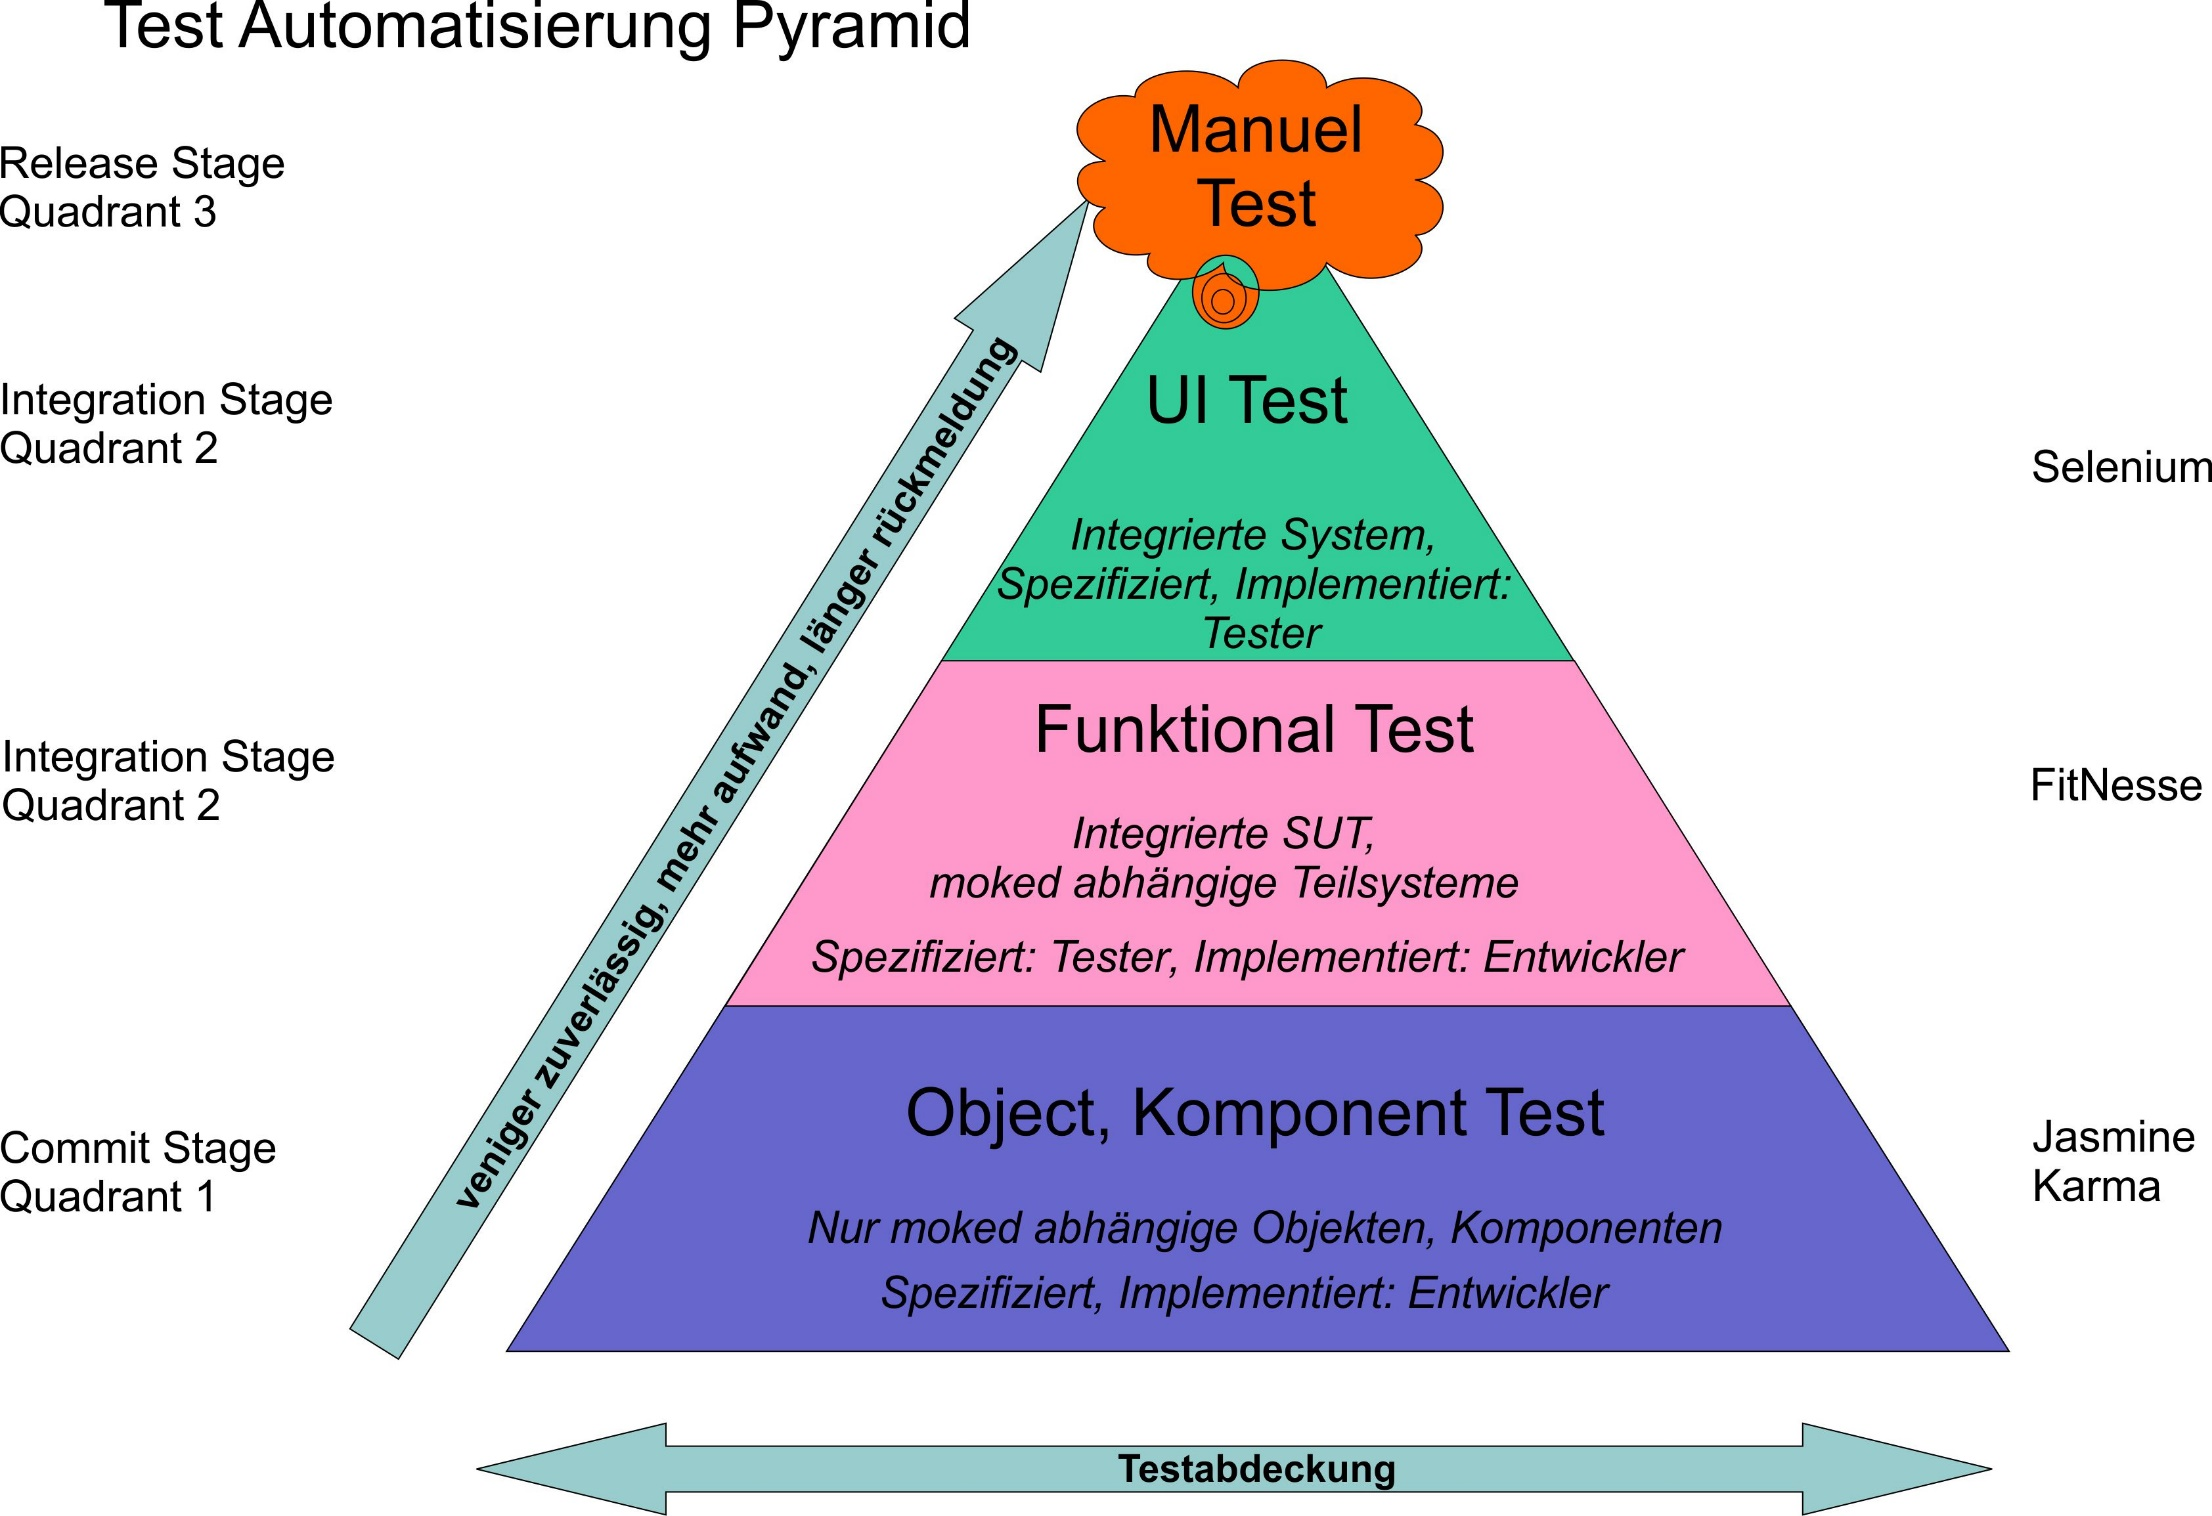 Test Automatisierung Pyramid
Manuel
Test
Release Stage
Quadrant 3
UI Test
Integration Stage
Quadrant 2
Selenium
Integrierte System,
Spezifiziert, Implementiert:
Tester
veniger zuverlässig, mehr aufwand, länger rückmeldung
Funktional Test
Integration Stage
Quadrant 2
FitNesse
Integrierte SUT,
moked abhängige Teilsysteme
Spezifiziert: Tester, Implementiert: Entwickler
Object, Komponent Test
Commit Stage
Quadrant 1
Jasmine
Karma
Nur moked abhängige Objekten, Komponenten
Spezifiziert, Implementiert: Entwickler
Testabdeckung